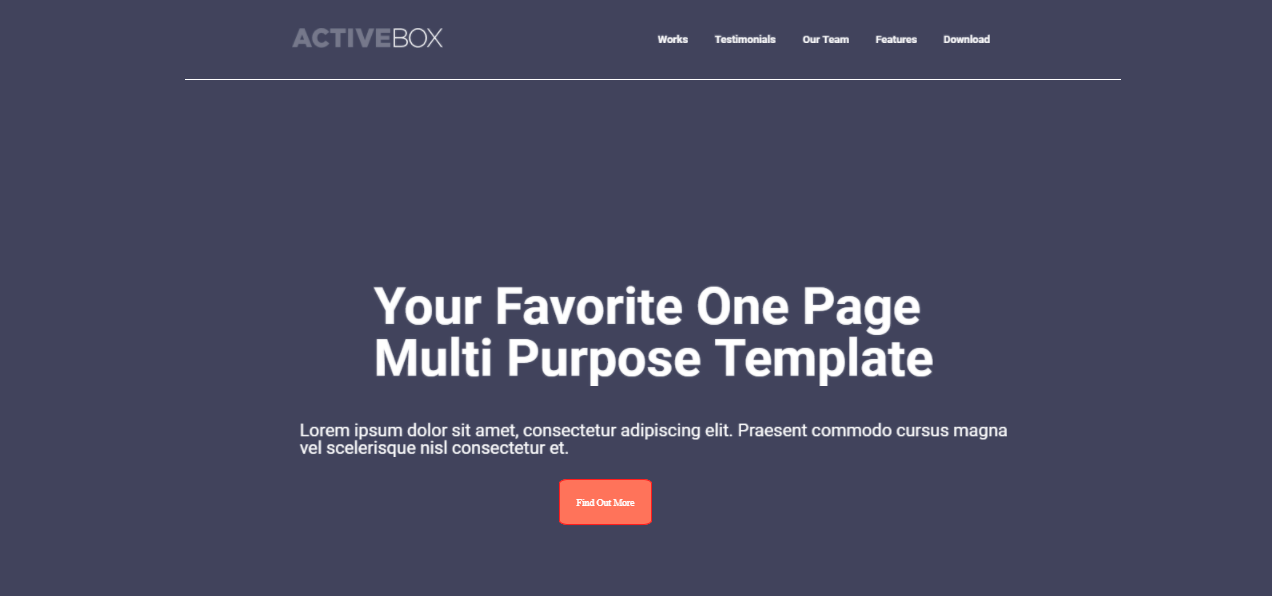 ACTIVEBOX
Works Testimonials Our Team Features Download
Your Favorite One Page
Multi Purpose Template
Lorem ipsum dolor sit amet, consectetur adipiscing elit. Praesent commodo cursus magna
vel scelerisque nisl consectetur et.
Find Out More